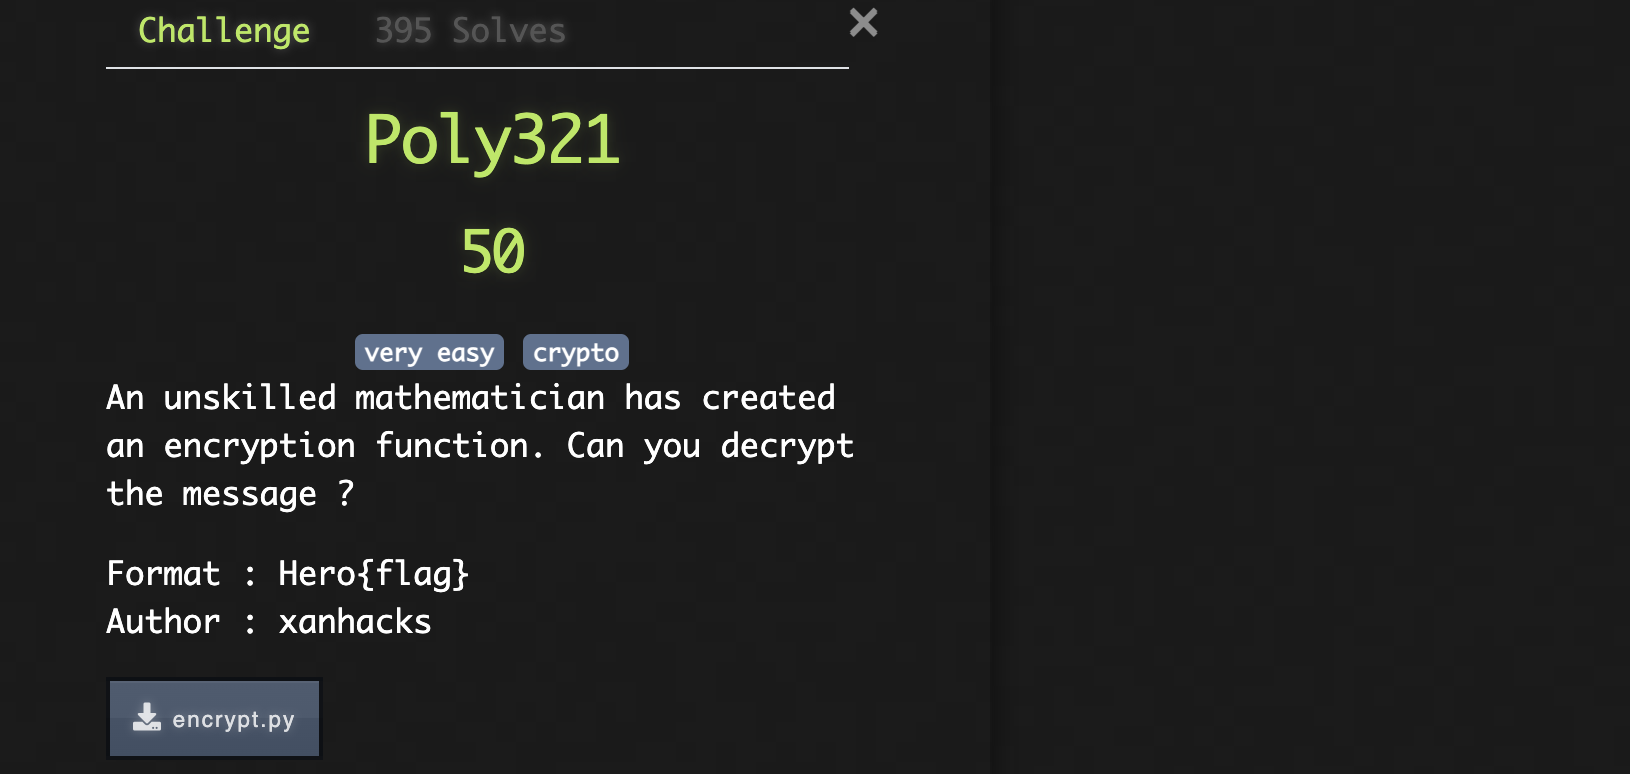 Challenge 395 Solves
Poly321
50
very easy crypto
An unskilled mathematician has created
an encryption function. Can you decrypt
the message ?
Format : Hero{flag}
Author : xanhacks
encrypt.py